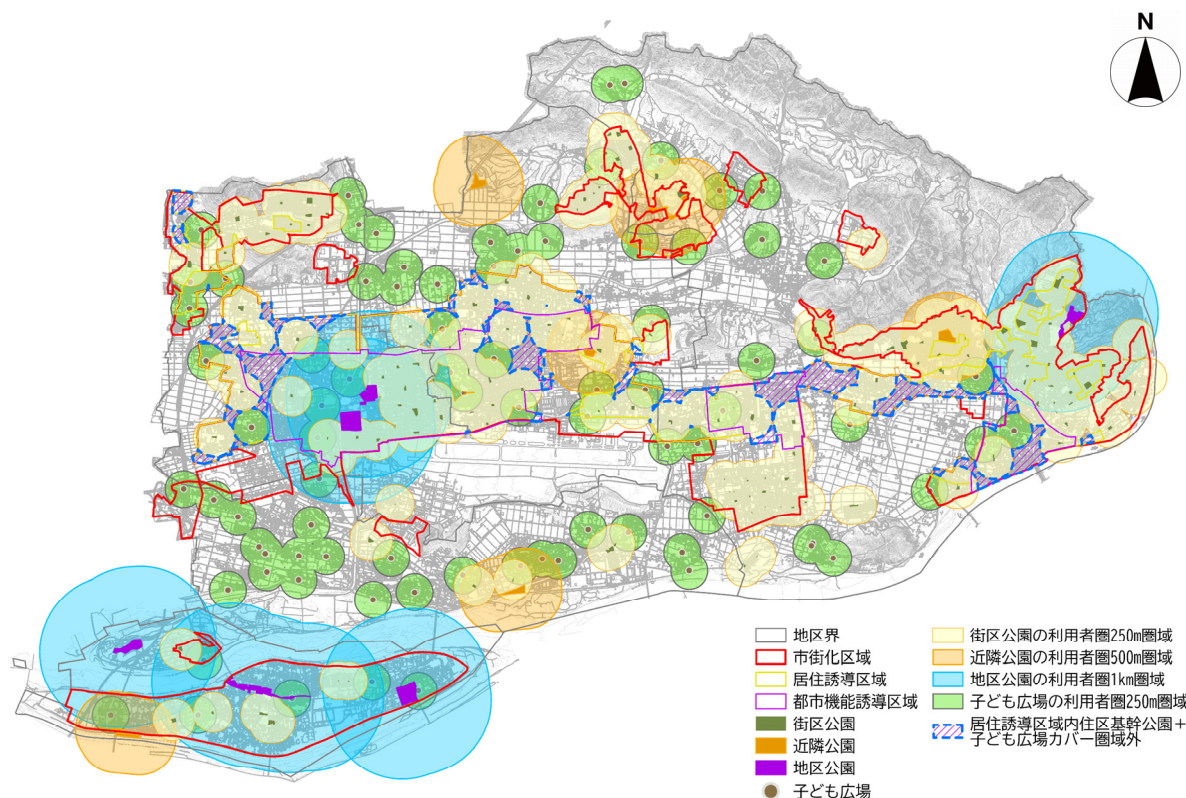 N
地区界
市街化区域
居住誘導区域
都市機能誘導区域
街区公園
近隣公園
地区公園
子ども広場
街区公園の利用者圏250m圏域
近隣公園の利用者圏500m圏域
地区公園の利用者圏1km圏域
子ども広場の利用者圏250m圏域
居住誘導区域内住区基幹公園＋
子ども広場カバー圏域外